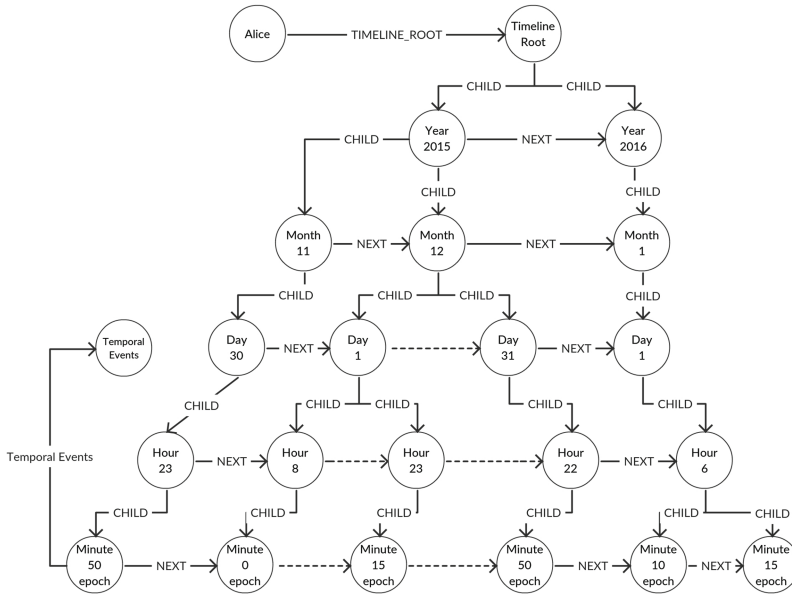 Alice
TIMELINE_ROOT
Timeline
Root
CHILD
CHILD
CHILD
Year
2015
NEXT
Year
2016
CHILD
CHILD
Month
11
NEXT
Month
12
NEXT
Month
1
CHILD
CHILD
CHILD
CHILD
Temporal
Events
Day
30
NEXT
Day
1
Day
31
NEXT
Day
1
CHILD
CHILD
CHILD
CHILD
CHILD
Temporal Events
Hour
23
NEXT
Hour
8
Hour
23
Hour
22
NEXT
Hour
6
CHILD
CHILD
CHILD
CHILD
CHILD
CHILD
Minute
50
epoch
NEXT
Minute
0
epoch
Minute
15
epoch
Minute
50
epoch
NEXT
Minute
10
epoch
NEXT
Minute
15
epoch